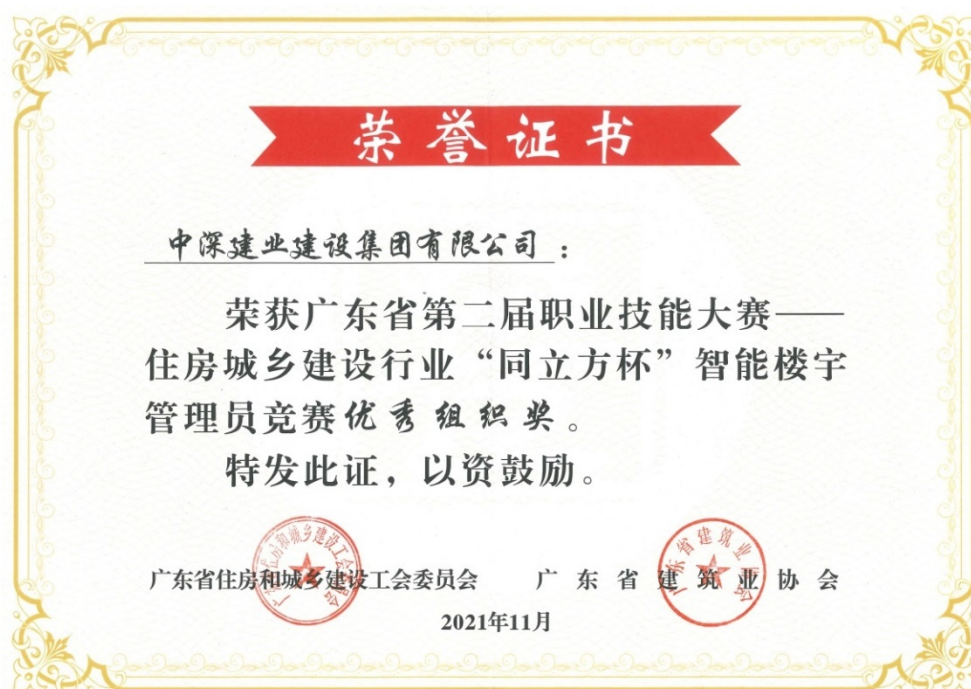 荣誉证书
中深建业建设集团有限公司：
荣获广东省第二届职业技能大赛——
住房城乡建设行业“同立方杯”智能楼宇
管理员竞赛优秀组织奖。
特发此证，以资鼓励。
广东省住房和城乡建设工会委员会 广东省建筑业协会
2021年11月